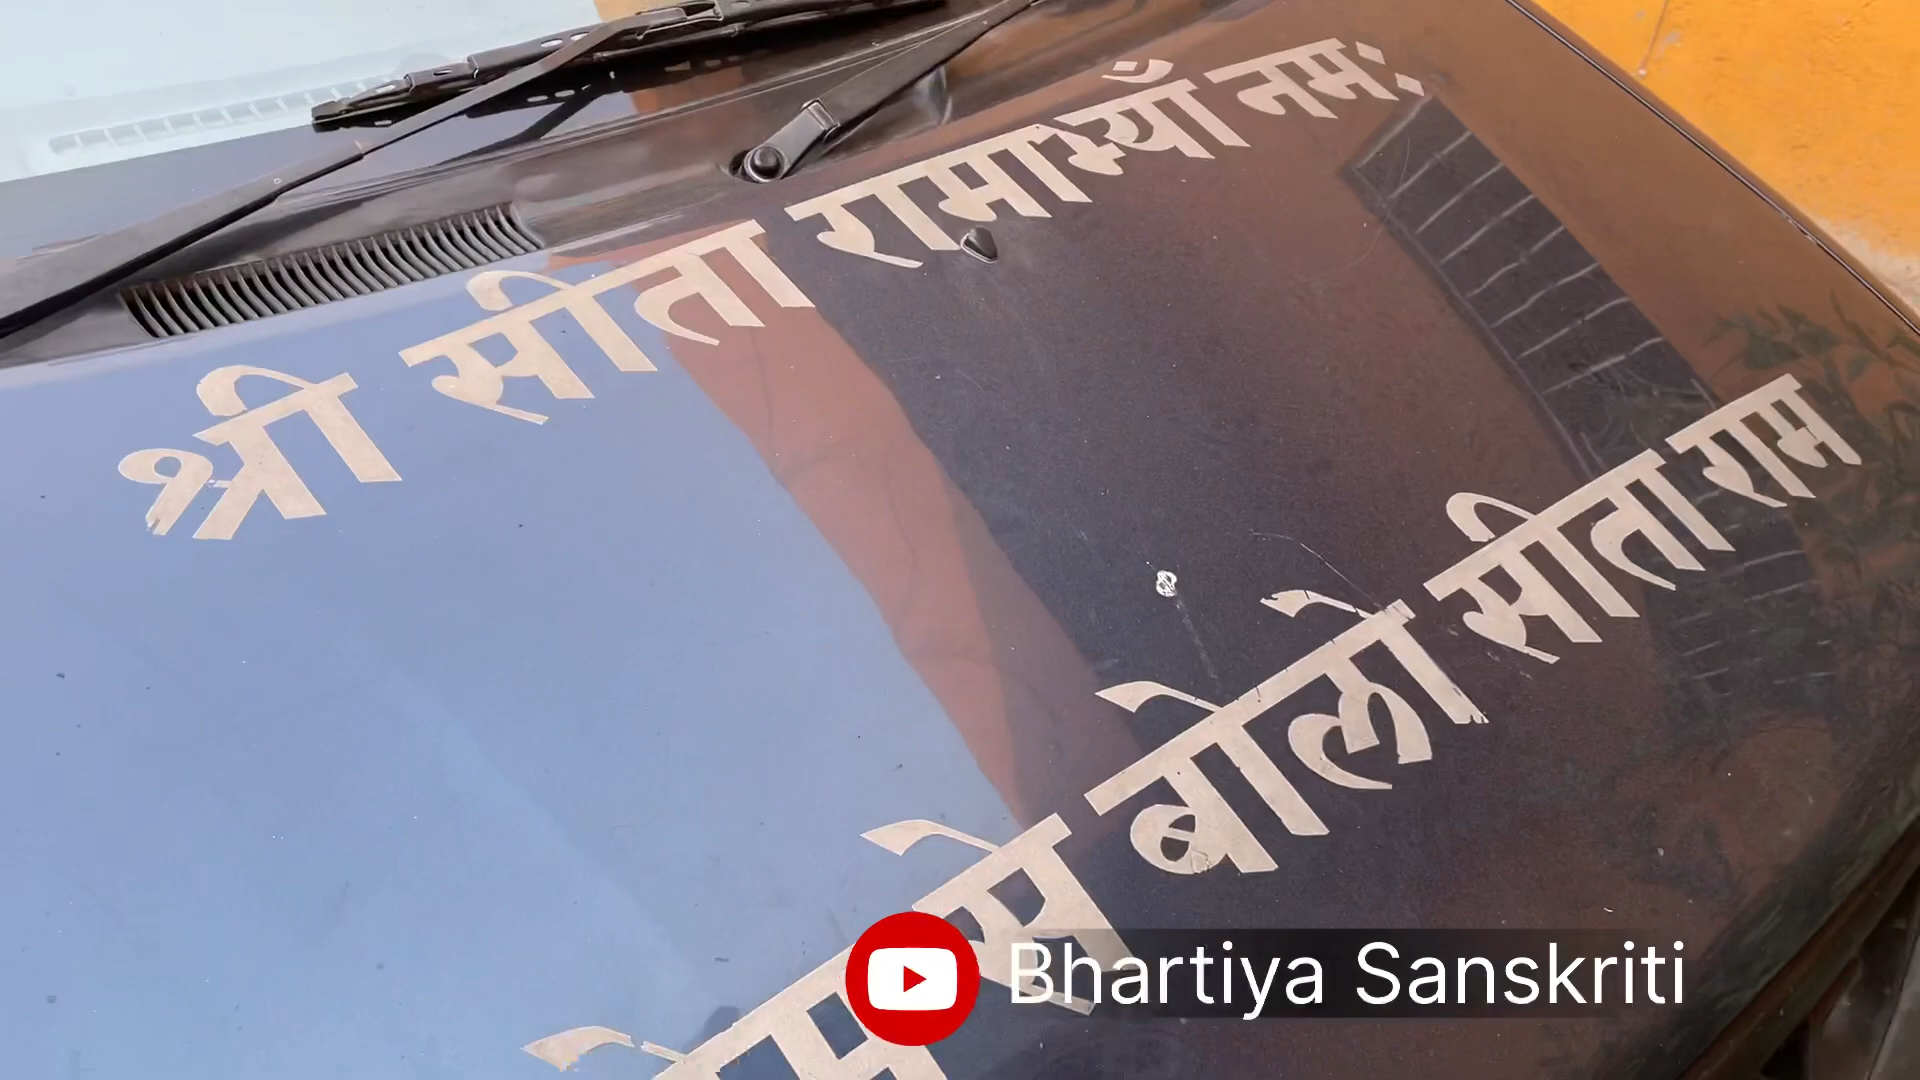 श्री सीता रामाभ्याँ नमः
से बोलो सीता राम
Bhartiya Sanskriti